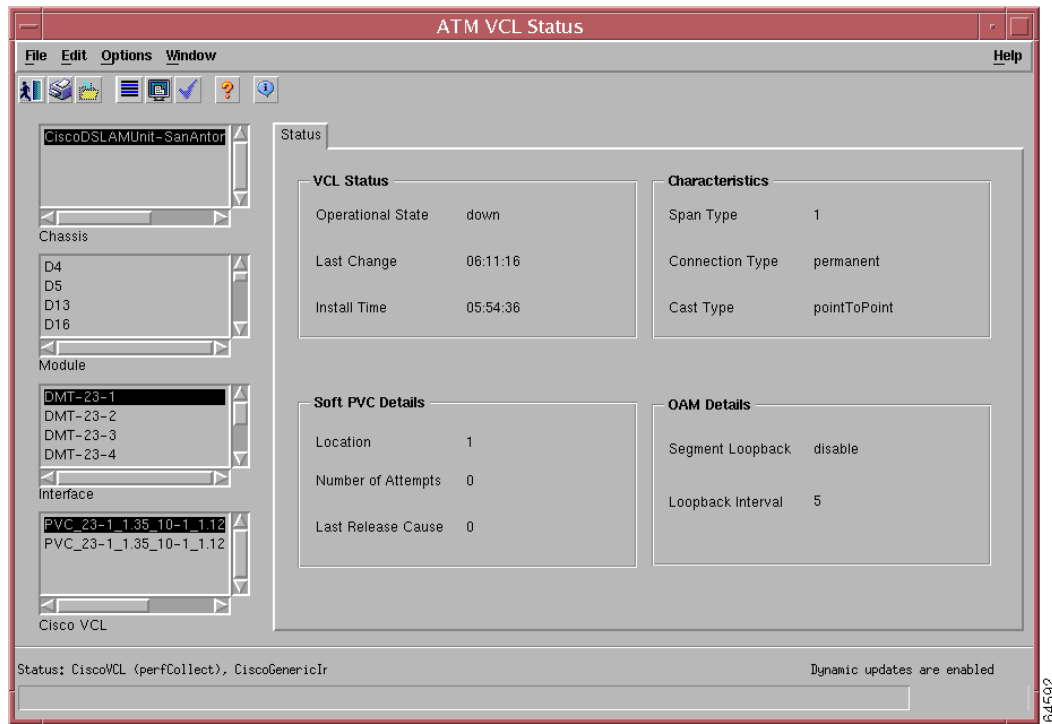 ATM VCL Status
File Edit Options Window Help
CiscoDSLAMUnit-SanAntor
Chassis
D4
D5
D13
D16
Module
DMT-23-1
DMT-23-2
DMT-23-3
DMT-23-4
Interface
PVC_23-1_1.35_10-1_1.12
PVC_23-1_1.35_10-1_1.12
Cisco VCL
Status
VCL Status
Operational State down
Last Change 06:11:16
Install Time 05:54:36
Characteristics
Span Type 1
Connection Type permanent
Cast Type pointToPoint
Soft PVC Details
Location 1
Number of Attempts 0
Last Release Cause 0
OAM Details
Segment Loopback disable
Loopback Interval 5
Status: CiscoVCL (perfCollect), CiscoGenericIr Dynamic updates are enabled
64592